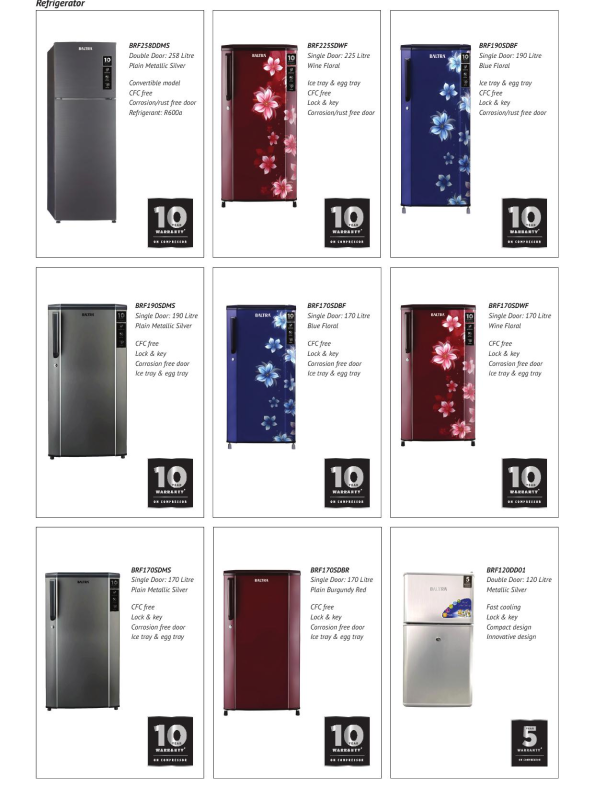 Refrigerator
BRF258DDMS
Double Door: 258 Litre
Plain Metallic Silver
Convertible model
CFC free
Corrosion/rust free door
Refrigerant: R600a
BALTRA
10
10
YEAR
WARRANTY*
ON COMPRESSOR
BRF225SDWF
Single Door: 225 Litre
Wine Floral
Ice tray & egg tray
CFC free
Lock & key
Corrosion/rust free door
BALTRA
10
10
YEAR
WARRANTY*
ON COMPRESSOR
BRF190SDBF
Single Door: 190 Litre
Blue Floral
Ice tray & egg tray
CFC free
Lock & key
Corrosion/rust free door
BALTRA
10
10
YEAR
WARRANTY*
ON COMPRESSOR
BRF190SDMS
Single Door: 190 Litre
Plain Metallic Silver
CFC free
Lock & key
Corrosion free door
Ice tray & egg tray
BALTRA
10
10
YEAR
WARRANTY*
ON COMPRESSOR
BRF170SDBF
Single Door: 170 Litre
Blue Floral
CFC free
Lock & key
Corrosion free door
Ice tray & egg tray
BALTRA
10
10
YEAR
WARRANTY*
ON COMPRESSOR
BRF170SDWF
Single Door: 170 Litre
Wine Floral
CFC free
Lock & key
Corrosion free door
Ice tray & egg tray
BALTRA
10
10
YEAR
WARRANTY*
ON COMPRESSOR
BRF170SDMS
Single Door: 170 Litre
Plain Metallic Silver
CFC free
Lock & key
Corrosion free door
Ice tray & egg tray
BALTRA
10
10
YEAR
WARRANTY*
ON COMPRESSOR
BRF170SDBR
Single Door: 170 Litre
Plain Burgundy Red
CFC free
Lock & key
Corrosion free door
Ice tray & egg tray
BALTRA
10
YEAR
WARRANTY*
ON COMPRESSOR
BRF120DD01
Double Door: 120 Litre
Metallic Silver
Fast cooling
Lock & key
Compact design
Innovative design
BALTRA
5
5
WARRANTY*
ON COMPRESSOR